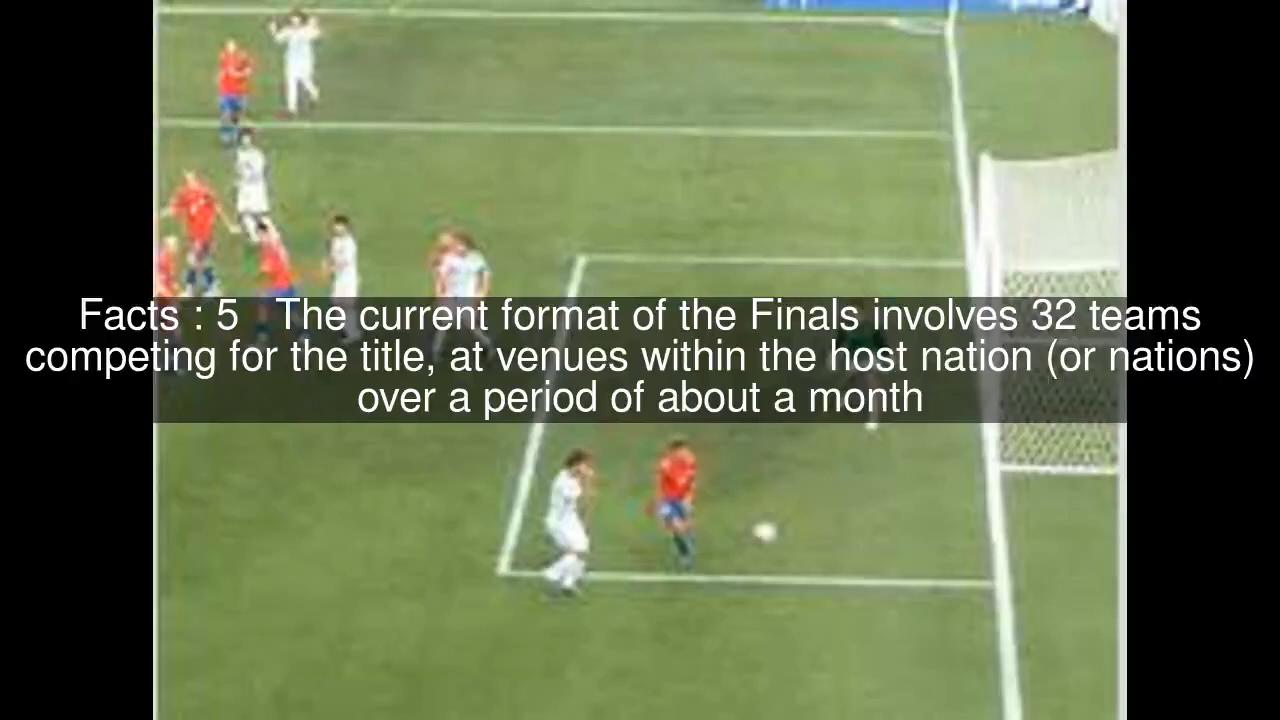 Facts : 5   The current format of the Finals involves 32 teams
competing for the title, at venues within the host nation (or nations)
over a period of about a month